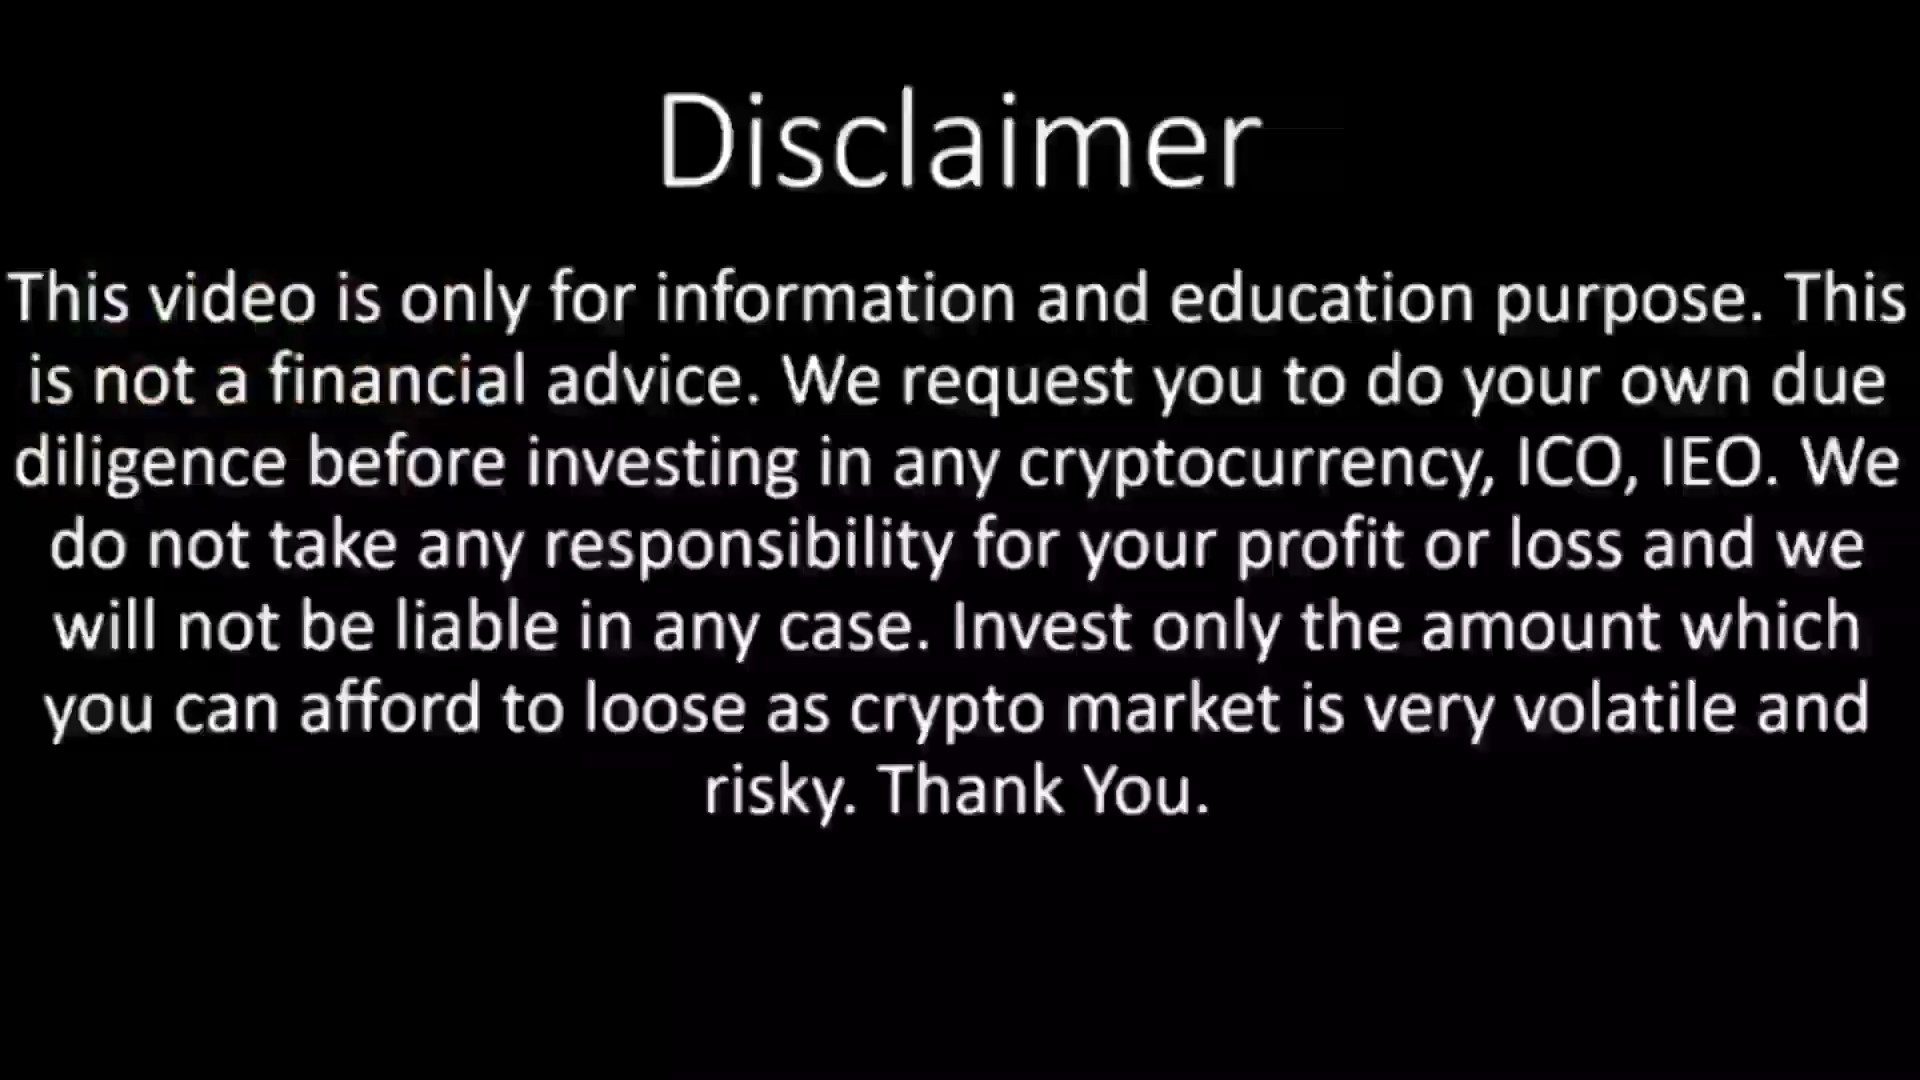 Disclaimer
This video is only for information and education purpose. This
is not a financial advice. We request you to do your own due
diligence before investing in any cryptocurrency, ICO, IEO. We
do not take any responsibility for your profit or loss and we
will not be liable in any case. Invest only the amount which
you can afford to loose as crypto market is very volatile and
risky. Thank You.